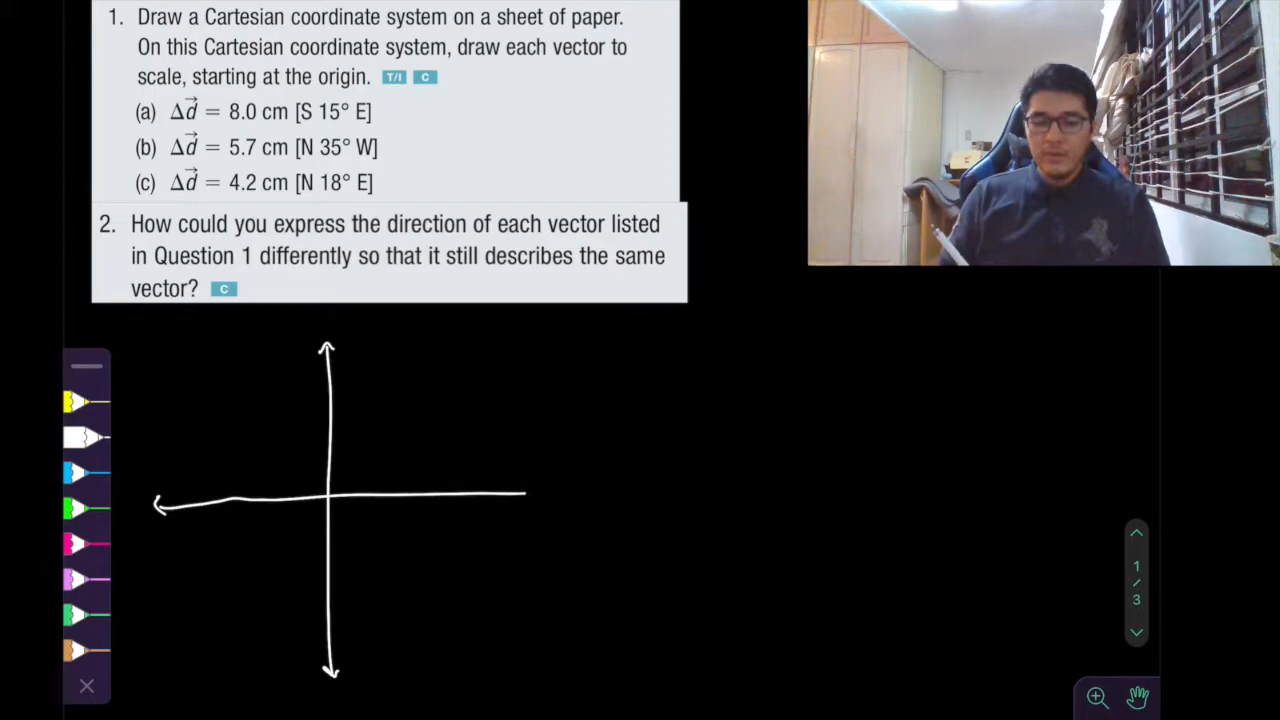 1. Draw a Cartesian coordinate system on a sheet of paper.
On this Cartesian coordinate system, draw each vector to
scale, starting at the origin. T/I C
(a) Δd⃗ = 8.0 cm [S 15° E]
(b) Δd⃗ = 5.7 cm [N 35° W]
(c) Δd⃗ = 4.2 cm [N 18° E]
2. How could you express the direction of each vector listed
in Question 1 differently so that it still describes the same
vector? C
1
/
3